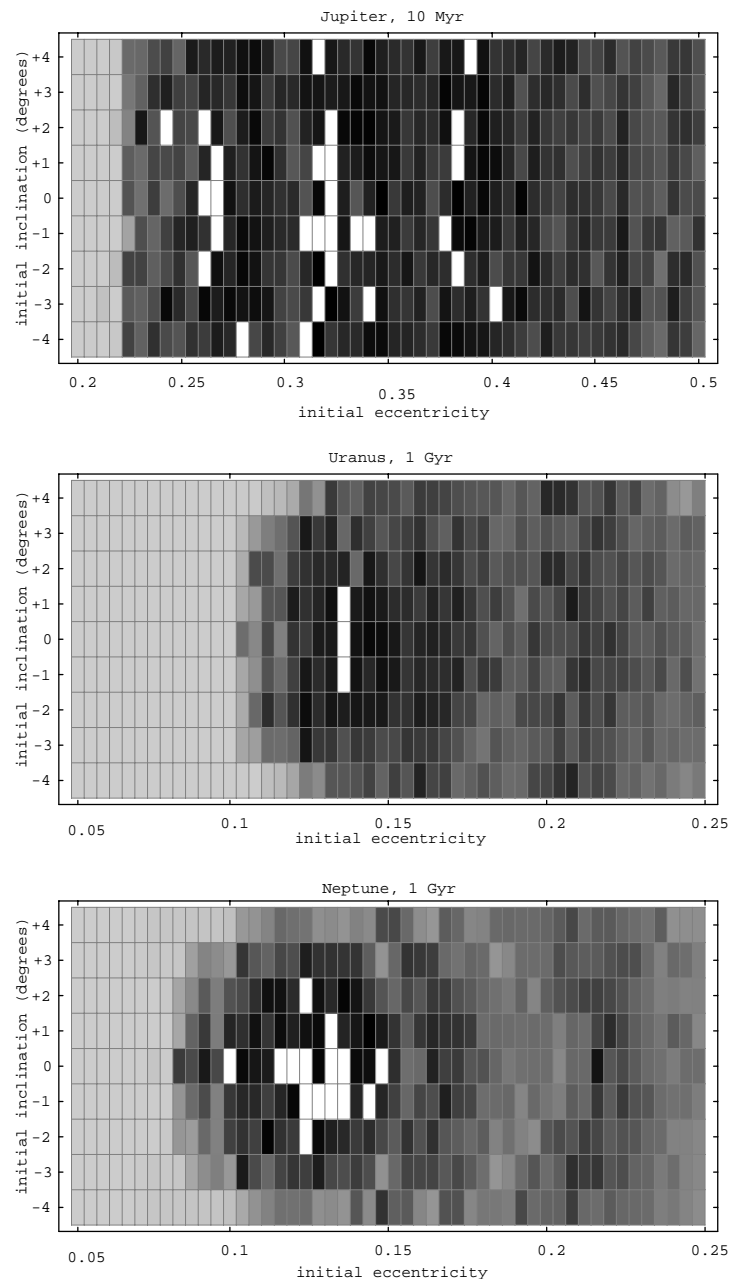 Jupiter, 10 Myr
initial inclination (degrees)
+4
+3
+2
+1
0
-1
-2
-3
-4
0.2 0.25 0.3 0.35 0.4 0.45 0.5
initial eccentricity
Uranus, 1 Gyr
initial inclination (degrees)
+4
+3
+2
+1
0
-1
-2
-3
-4
0.05 0.1 0.15 0.2 0.25
initial eccentricity
Neptune, 1 Gyr
initial inclination (degrees)
+4
+3
+2
+1
0
-1
-2
-3
-4
0.05 0.1 0.15 0.2 0.25
initial eccentricity